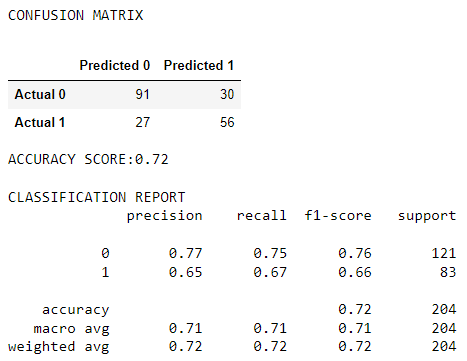 CONFUSION MATRIX
Predicted 0 Predicted 1
Actual 0 91 30
Actual 1 27 56
ACCURACY SCORE:0.72
CLASSIFICATION REPORT
precision recall f1-score support
0 0.77 0.75 0.76 121
1 0.65 0.67 0.66 83
accuracy 0.72 204
macro avg 0.71 0.71 0.71 204
weighted avg 0.72 0.72 0.72 204